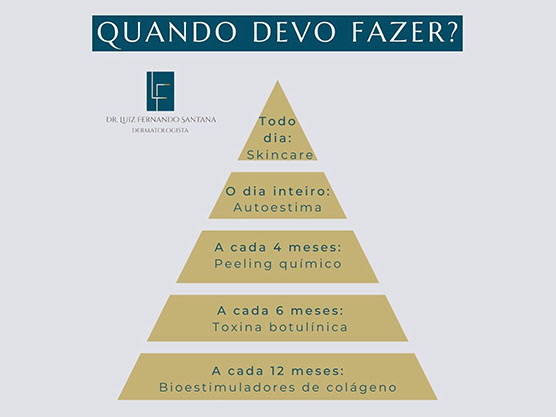 QUANDO DEVO FAZER?
LF
DR. LUIZ FERNANDO SANTANA
DERMATOLOGISTA
Todo
dia:
Skincare
O dia inteiro:
Autoestima
A cada 4 meses:
Peeling químico
A cada 6 meses:
Toxina botulínica
A cada 12 meses:
Bioestimuladores de colágeno